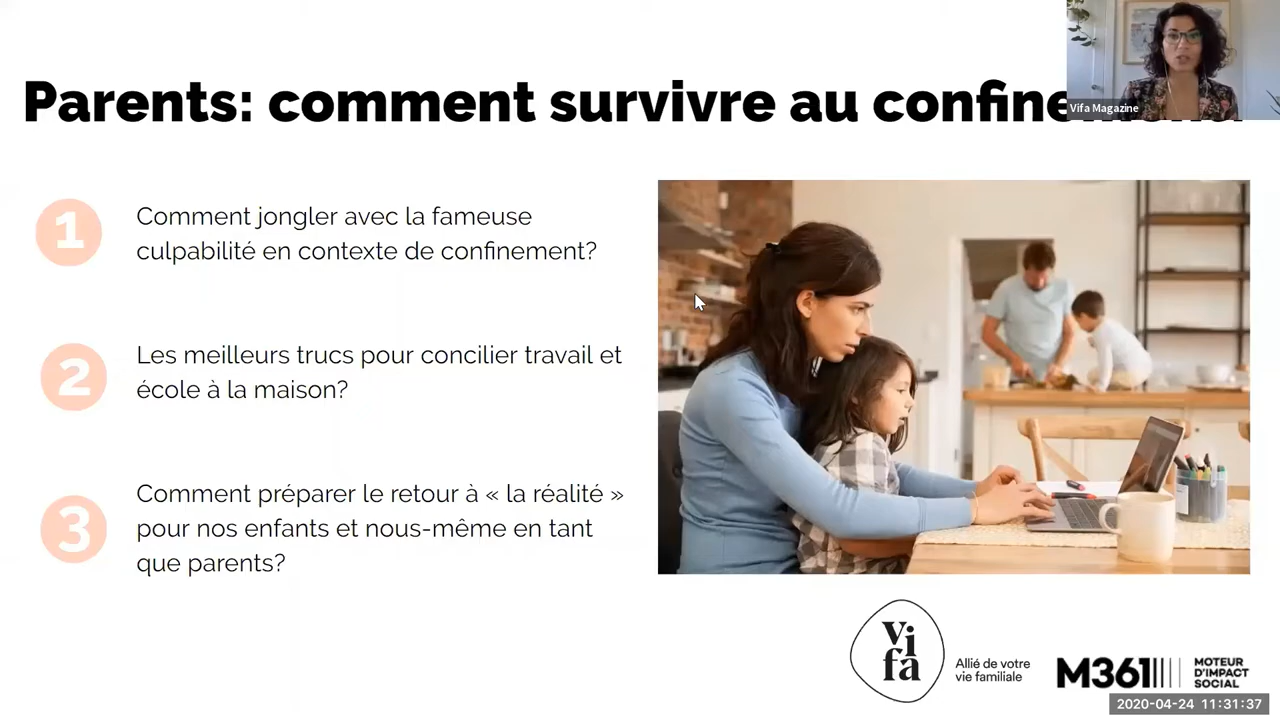 Parents: comment survivre au
Vifa Magazine
1
Comment jongler avec la fameuse
culpabilité en contexte de confinement?
2
Les meilleurs trucs pour concilier travail et
école à la maison?
3
Comment préparer le retour à « la réalité »
pour nos enfants et nous-même en tant
que parents?
vi
fa
Allié de votre
vie familiale
M361
MOTEUR
D'IMPACT
SOCIAL
2020-04-24 11:31:37